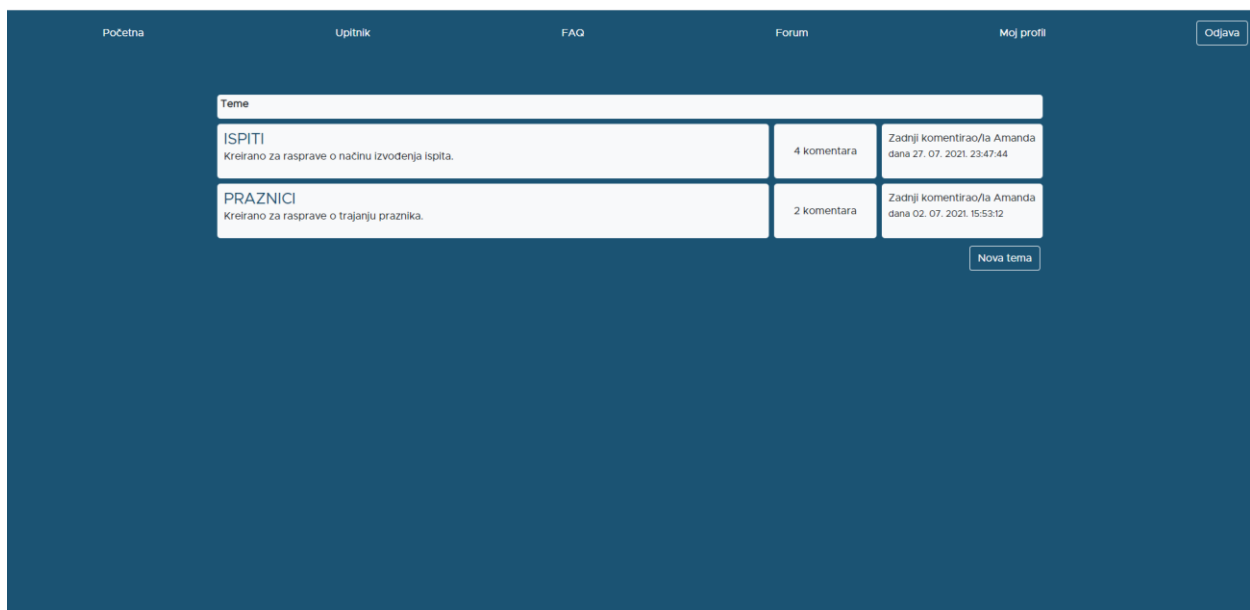 Početna Upitnik FAQ Forum Moj profil Odjava
Teme
ISPITI
Kreirano za rasprave o načinu izvođenja ispita.
4 komentara
Zadnji komentirao/la Amanda
dana 27. 07. 2021. 23:47:44
PRAZNICI
Kreirano za rasprave o trajanju praznika.
2 komentara
Zadnji komentirao/la Amanda
dana 02. 07. 2021. 15:53:12
Nova tema